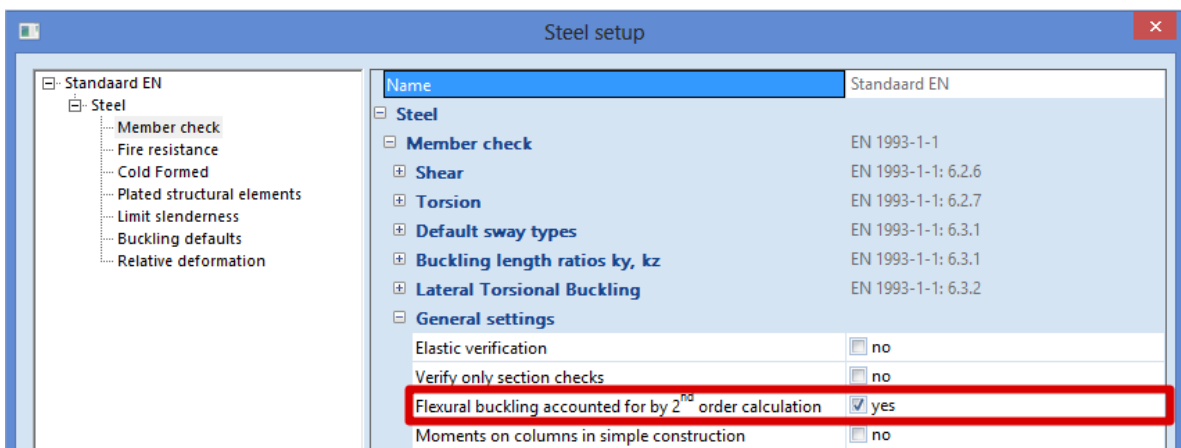 Steel setup
Standaard EN
Steel
Member check
Fire resistance
Cold Formed
Plated structural elements
Limit slenderness
Buckling defaults
Relative deformation
Name Standaard EN
Steel
Member check EN 1993-1-1
Shear EN 1993-1-1: 6.2.6
Torsion EN 1993-1-1: 6.2.7
Default sway types EN 1993-1-1: 6.3.1
Buckling length ratios ky, kz EN 1993-1-1: 6.3.1
Lateral Torsional Buckling EN 1993-1-1: 6.3.2
General settings
Elastic verification no
Verify only section checks no
Flexural buckling accounted for by 2nd order calculation yes
Moments on columns in simple construction no